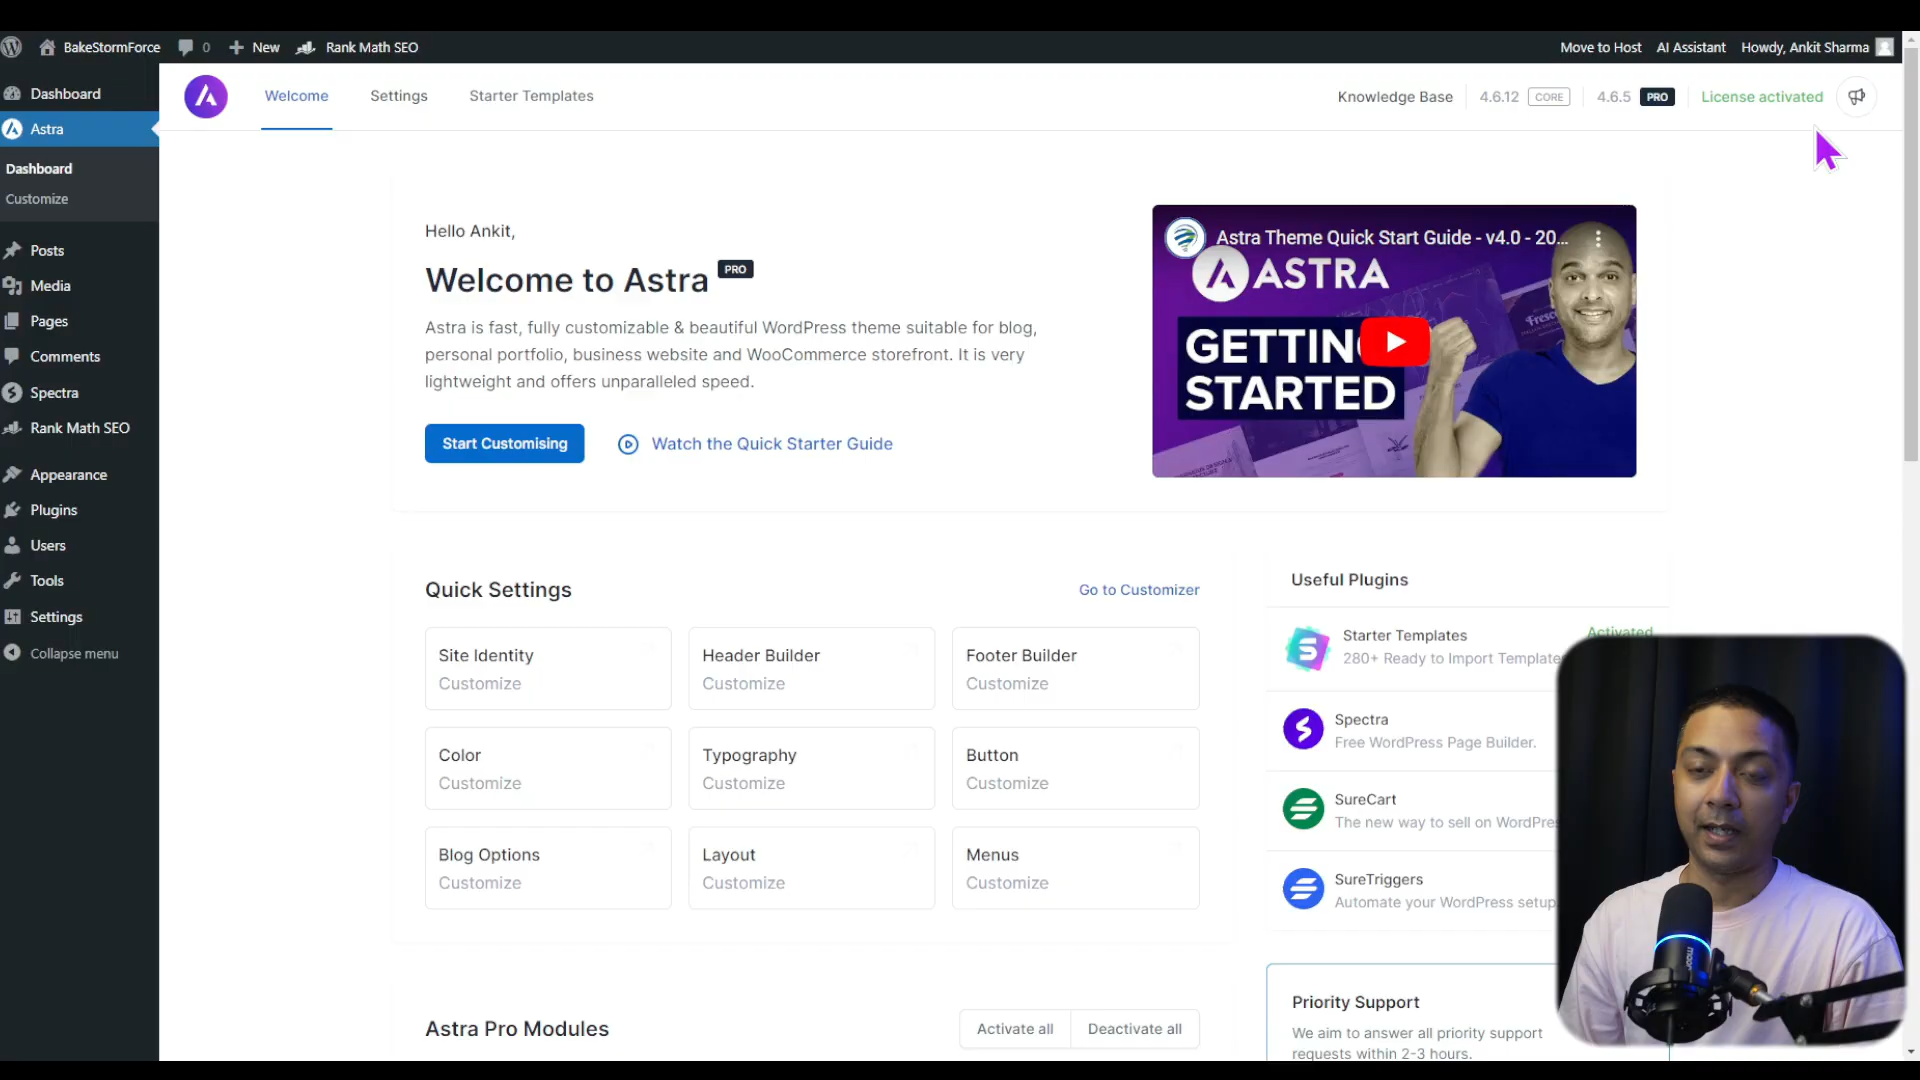 BakeStormForce
0
New
Rank Math SEO
Move to Host
AI Assistant
Howdy, Ankit Sharma
Dashboard
Astra
Dashboard
Customize
Posts
Media
Pages
Comments
Spectra
Rank Math SEO
Appearance
Plugins
Users
Tools
Settings
Collapse menu
Welcome
Settings
Starter Templates
Knowledge Base
4.6.12 CORE
4.6.5 PRO
License activated
Hello Ankit,
Welcome to Astra PRO
Astra is fast, fully customizable & beautiful WordPress theme suitable for blog,
personal portfolio, business website and WooCommerce storefront. It is very
lightweight and offers unparalleled speed.
Start Customising
Watch the Quick Starter Guide
Astra Theme Quick Start Guide - v4.0 - 20...
ASTRA
GETTIN
STARTED
Quick Settings
Go to Customizer
Site Identity
Customize
Header Builder
Customize
Footer Builder
Customize
Color
Customize
Typography
Customize
Button
Customize
Blog Options
Customize
Layout
Customize
Menus
Customize
Useful Plugins
Starter Templates
Activated
280+ Ready to Import Template
Spectra
Free WordPress Page Builder.
SureCart
The new way to sell on WordPres
SureTriggers
Automate your WordPress setup
Astra Pro Modules
Activate all
Deactivate all
Priority Support
We aim to answer all priority support
requests within 2-3 hours.